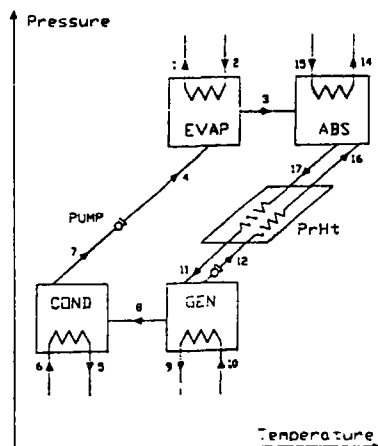 Pressure
1 2 15 14
EVAP 3 ABS
4 17 16
PUMP PrHt
7 11 12
COND 8 GEN
6 5 9 10
Temperature